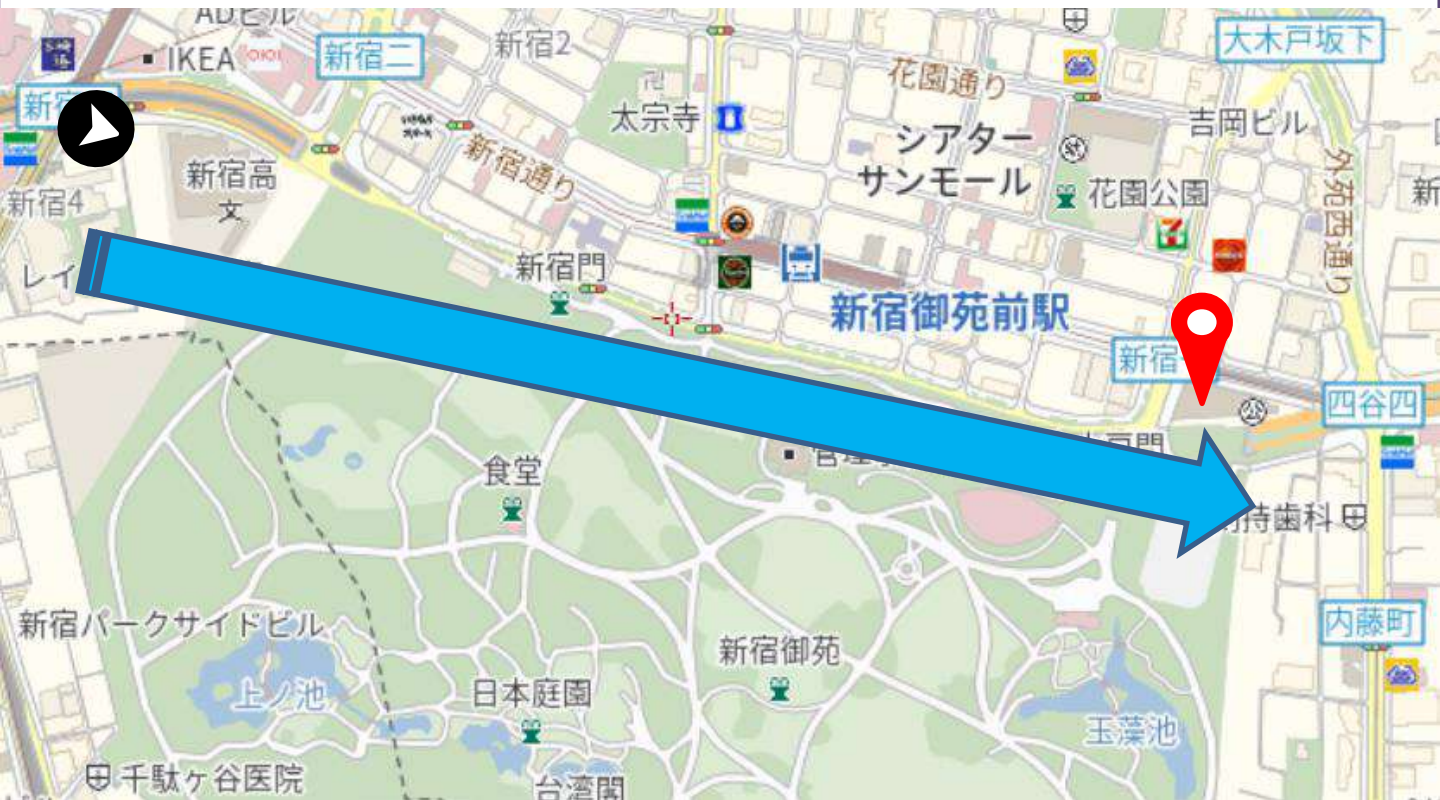 ADビル
新宿2
大木戸坂下
IKEA
OIOI
新宿二
花園通り
太宗寺
吉岡ビル
シアター
サンモール
外苑西通り
新宿通り
新宿高
文
新宿4
花園公園
新
レイ
新宿門
新宿御苑前駅
新宿
四谷四
食堂
持歯科
新宿パークサイドビル
内藤町
新宿御苑
上ノ池
日本庭園
玉藻池
千駄ヶ谷医院
台湾閣